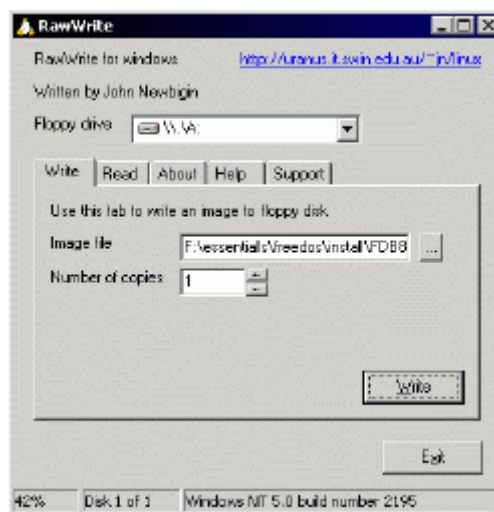 RawWrite
RawWrite for windows http://uranus.it.swin.edu.au/~jn/linux
Written by John Newbigin
Floppy drive \\.\A:
Write Read About Help Support
Use this tab to write an image to floppy disk
Image file F:\essentials\freedos\install\FDB8 ...
Number of copies 1
Write
Exit
42% Disk 1 of 1 Windows NT 5.0 build number 2195